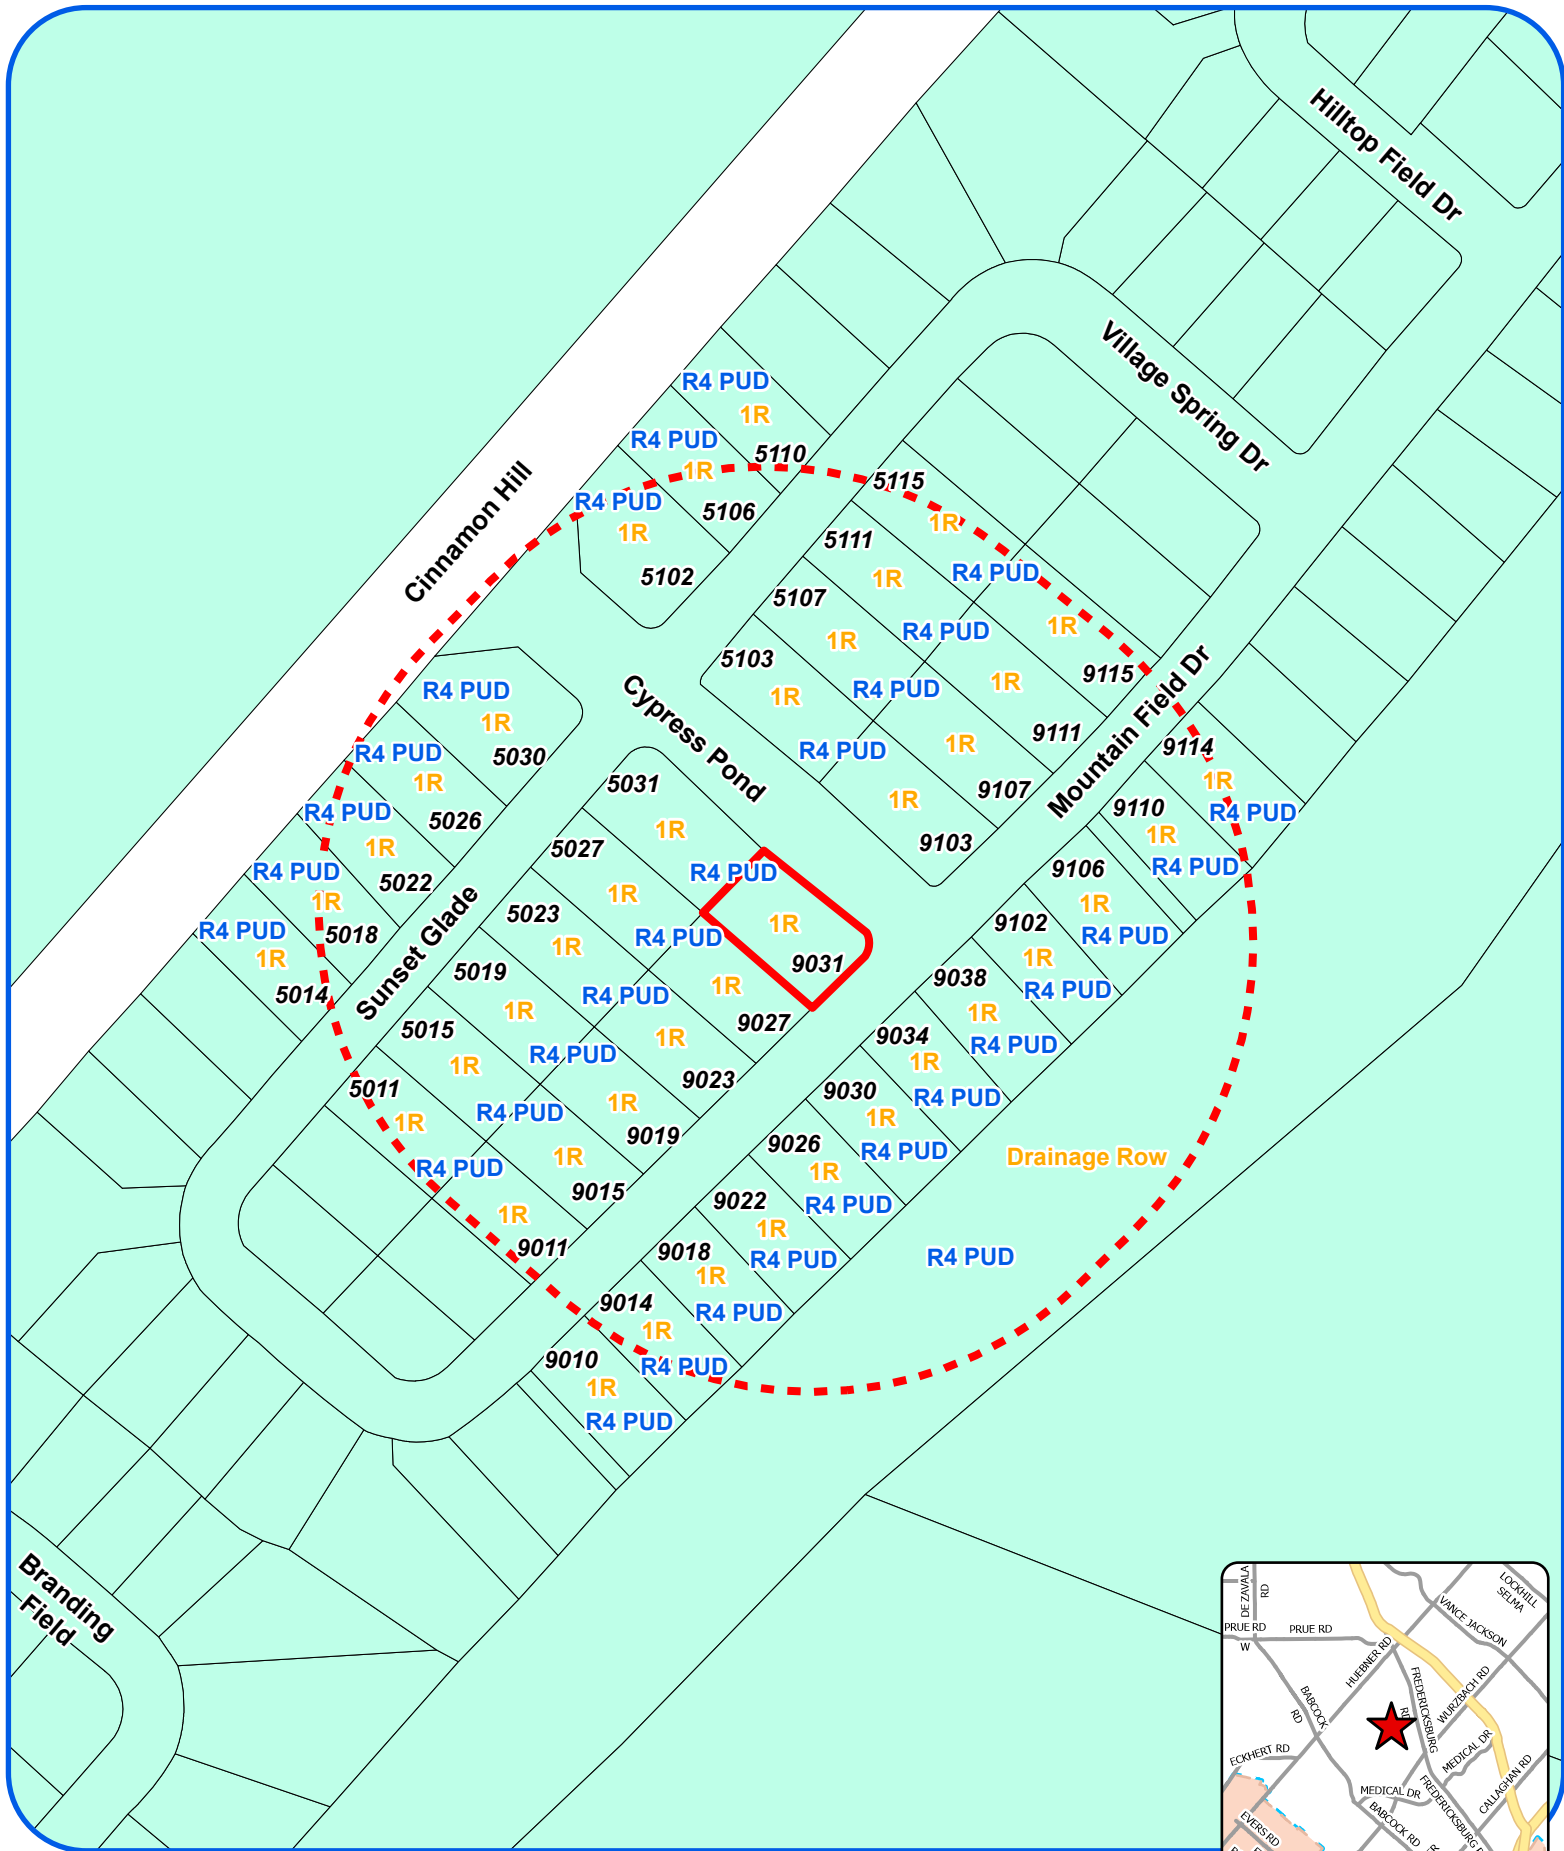 Hilltop Field Dr
Village Spring Dr
Cinnamon Hill
R4 PUD
1R
5110
R4 PUD
1R
5106
R4 PUD
1R
5102
5115
1R
R4 PUD
5111
1R
R4 PUD
1R
9115
5107
1R
R4 PUD
1R
9111
5103
1R
R4 PUD
1R
9107
1R
9103
Mountain Field Dr
Cypress Pond
R4 PUD
1R
5030
R4 PUD
1R
5026
R4 PUD
1R
5022
R4 PUD
1R
5018
R4 PUD
1R
5014
Sunset Glade
5031
1R
R4 PUD
1R
9031
5027
1R
R4 PUD
1R
9027
5023
1R
R4 PUD
1R
9023
5019
1R
R4 PUD
1R
9019
5015
1R
R4 PUD
1R
9015
5011
1R
R4 PUD
1R
9011
9114
1R
R4 PUD
9110
1R
R4 PUD
9106
1R
R4 PUD
9102
1R
R4 PUD
9038
1R
R4 PUD
9034
1R
R4 PUD
9030
1R
R4 PUD
9026
1R
R4 PUD
9022
1R
R4 PUD
9018
1R
R4 PUD
9014
1R
R4 PUD
9010
1R
R4 PUD
Drainage Row
R4 PUD
Branding
Field
DE ZAVALA
RD
LOCKHILL
SELMA
VANCE JACKSON
PRUE RD
PRUE RD
W
HUEBNER RD
FREDERICKSBURG
RD
WURZBACH RD
BABCOCK
RD
MEDICAL DR
ECKHERT RD
MEDICAL DR
CALLAGHAN RD
FREDERICKSBURG
BABCOCK RD
EVERS RD